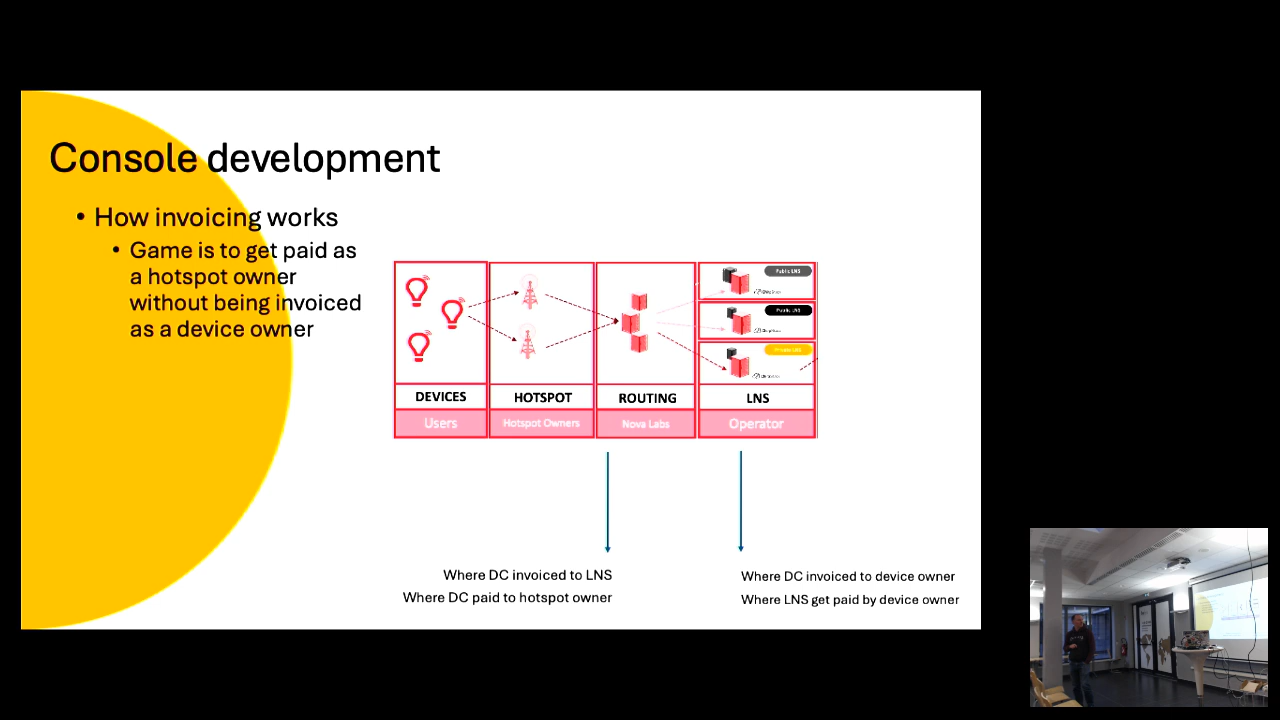 Console development
• How invoicing works
• Game is to get paid as
a hotspot owner
without being invoiced
as a device owner
Public LNS
Public LNS
Private LNS
DEVICES
HOTSPOT
ROUTING
LNS
Users
Hotspot Owners
Nova Labs
Operator
Where DC invoiced to LNS
Where DC paid to hotspot owner
Where DC invoiced to device owner
Where LNS get paid by device owner